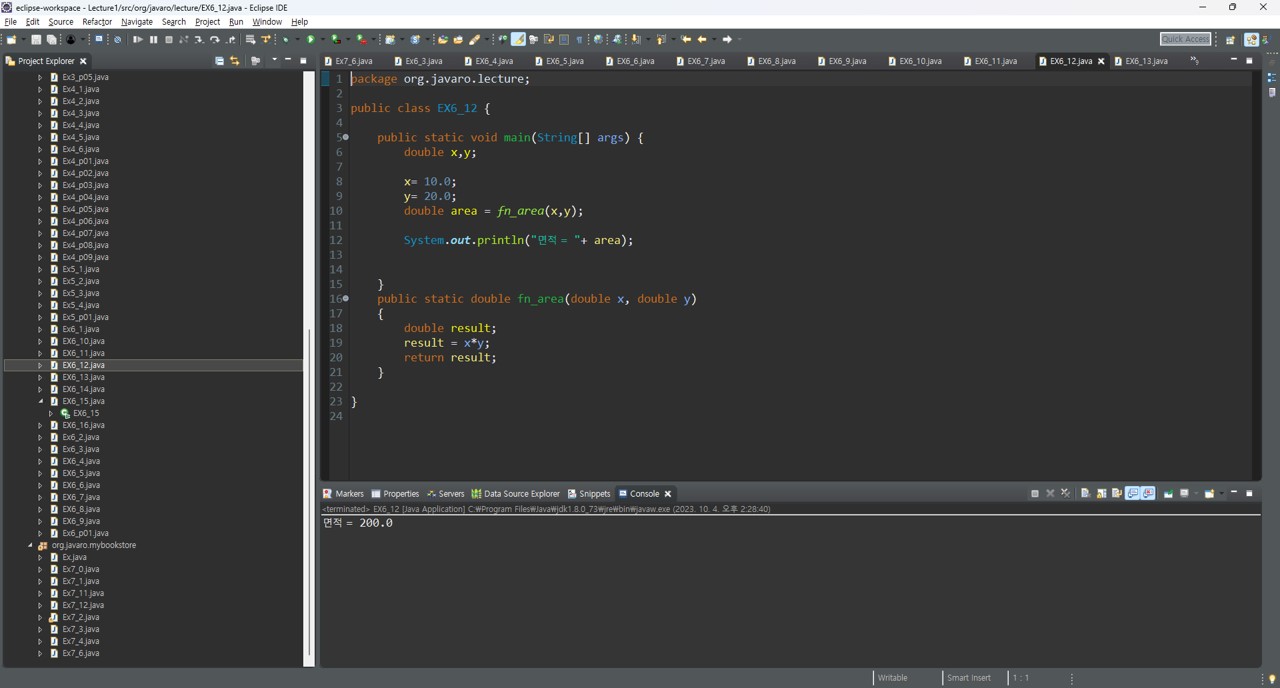 eclipse-workspace - Lecture1/src/org/javaro/lecture/EX6_12.java - Eclipse IDE
File Edit Source Refactor Navigate Search Project Run Window Help
Quick Access
Project Explorer
Ex3_p05.java
Ex4_1.java
Ex4_2.java
Ex4_3.java
Ex4_4.java
Ex4_5.java
Ex4_6.java
Ex4_p01.java
Ex4_p02.java
Ex4_p03.java
Ex4_p04.java
Ex4_p05.java
Ex4_p06.java
Ex4_p07.java
Ex4_p08.java
Ex4_p09.java
Ex5_1.java
Ex5_2.java
Ex5_3.java
Ex5_4.java
Ex5_p01.java
EX6_1.java
EX6_10.java
EX6_11.java
EX6_12.java
EX6_13.java
EX6_14.java
EX6_15.java
EX6_15
EX6_16.java
Ex6_2.java
Ex6_3.java
EX6_4.java
EX6_5.java
EX6_6.java
EX6_7.java
EX6_8.java
EX6_9.java
Ex6_p01.java
org.javaro.mybookstore
Ex.java
Ex7_0.java
Ex7_1.java
Ex7_11.java
Ex7_12.java
Ex7_2.java
Ex7_3.java
Ex7_4.java
Ex7_6.java
Ex7_6.java Ex6_3.java EX6_4.java EX6_5.java EX6_6.java EX6_7.java EX6_8.java EX6_9.java EX6_10.java EX6_11.java EX6_12.java EX6_13.java
1 package org.javaro.lecture;
2
3 public class EX6_12 {
4
5 public static void main(String[] args) {
6 double x,y;
7
8 x= 10.0;
9 y= 20.0;
10 double area = fn_area(x,y);
11
12 System.out.println("면적 = "+ area);
13
14
15 }
16 public static double fn_area(double x, double y)
17 {
18 double result;
19 result = x*y;
20 return result;
21 }
22
23 }
24
Markers Properties Servers Data Source Explorer Snippets Console
<terminated> EX6_12 [Java Application] C:₩Program Files₩Java₩jdk1.8.0_73₩jre₩bin₩javaw.exe (2023. 10. 4. 오후 2:28:40)
면적 = 200.0
Writable Smart Insert 1 : 1